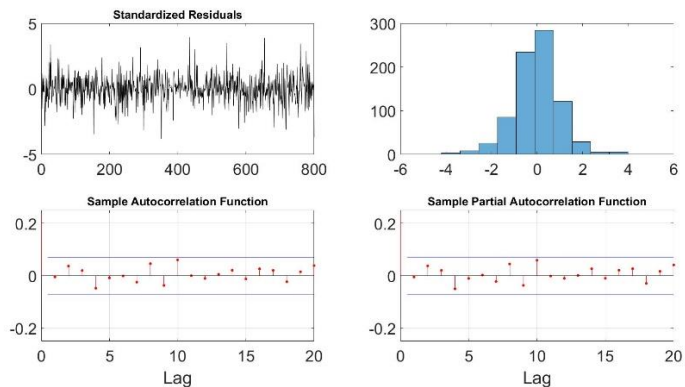 Standardized Residuals
5
0
-5
0 200 400 600 800
300
200
100
0
-6 -4 -2 0 2 4 6
Sample Autocorrelation Function
0.2
0
-0.2
0 5 10 15 20
Lag
Sample Partial Autocorrelation Function
0.2
0
-0.2
0 5 10 15 20
Lag